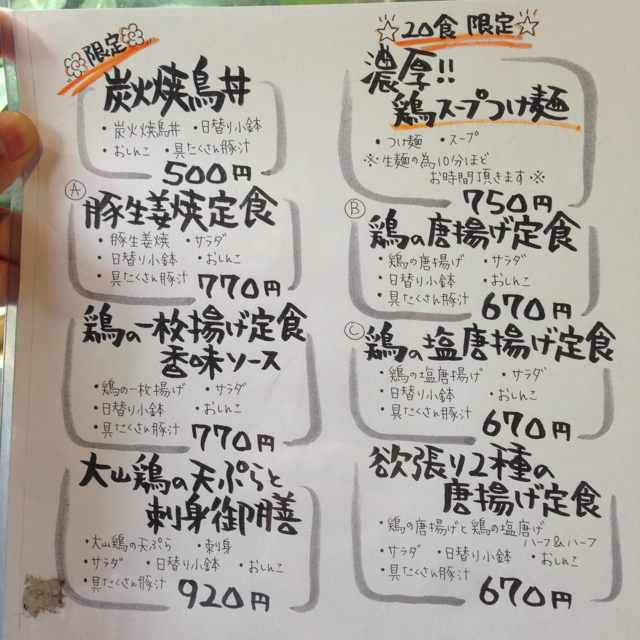 限定
炭火焼鳥丼
・炭火焼鳥丼 ・日替り小鉢
・おしんこ ・具たくさん豚汁
500円
Ⓐ
豚生姜焼定食
・豚生姜焼 ・サラダ
・日替り小鉢 ・おしんこ
・具たくさん豚汁
770円
鶏の一枚揚げ定食
香味ソース
・鶏の一枚揚げ ・サラダ
・日替り小鉢 ・おしんこ
・具たくさん豚汁
770円
大山鶏の天ぷらと
刺身御膳
・大山鶏の天ぷら ・刺身
・サラダ ・日替り小鉢 ・おしんこ
・具たくさん豚汁
920円
☆20食 限定☆
濃厚!!
鶏スープつけ麺
・つけ麺 ・スープ
※生麺の為10分ほど
お時間頂きます※
750円
Ⓑ
鶏の唐揚げ定食
・鶏の唐揚げ ・サラダ
・日替り小鉢 ・おしんこ
・具たくさん豚汁
670円
Ⓒ
鶏の塩唐揚げ定食
・鶏の塩唐揚げ ・サラダ
・日替り小鉢 ・おしんこ
・具たくさん豚汁
670円
欲張り2種の
唐揚げ定食
・鶏の唐揚げと鶏の塩唐げ
ハーフ&ハーフ
・サラダ ・日替り小鉢 ・おしんこ
・具たくさん豚汁
670円